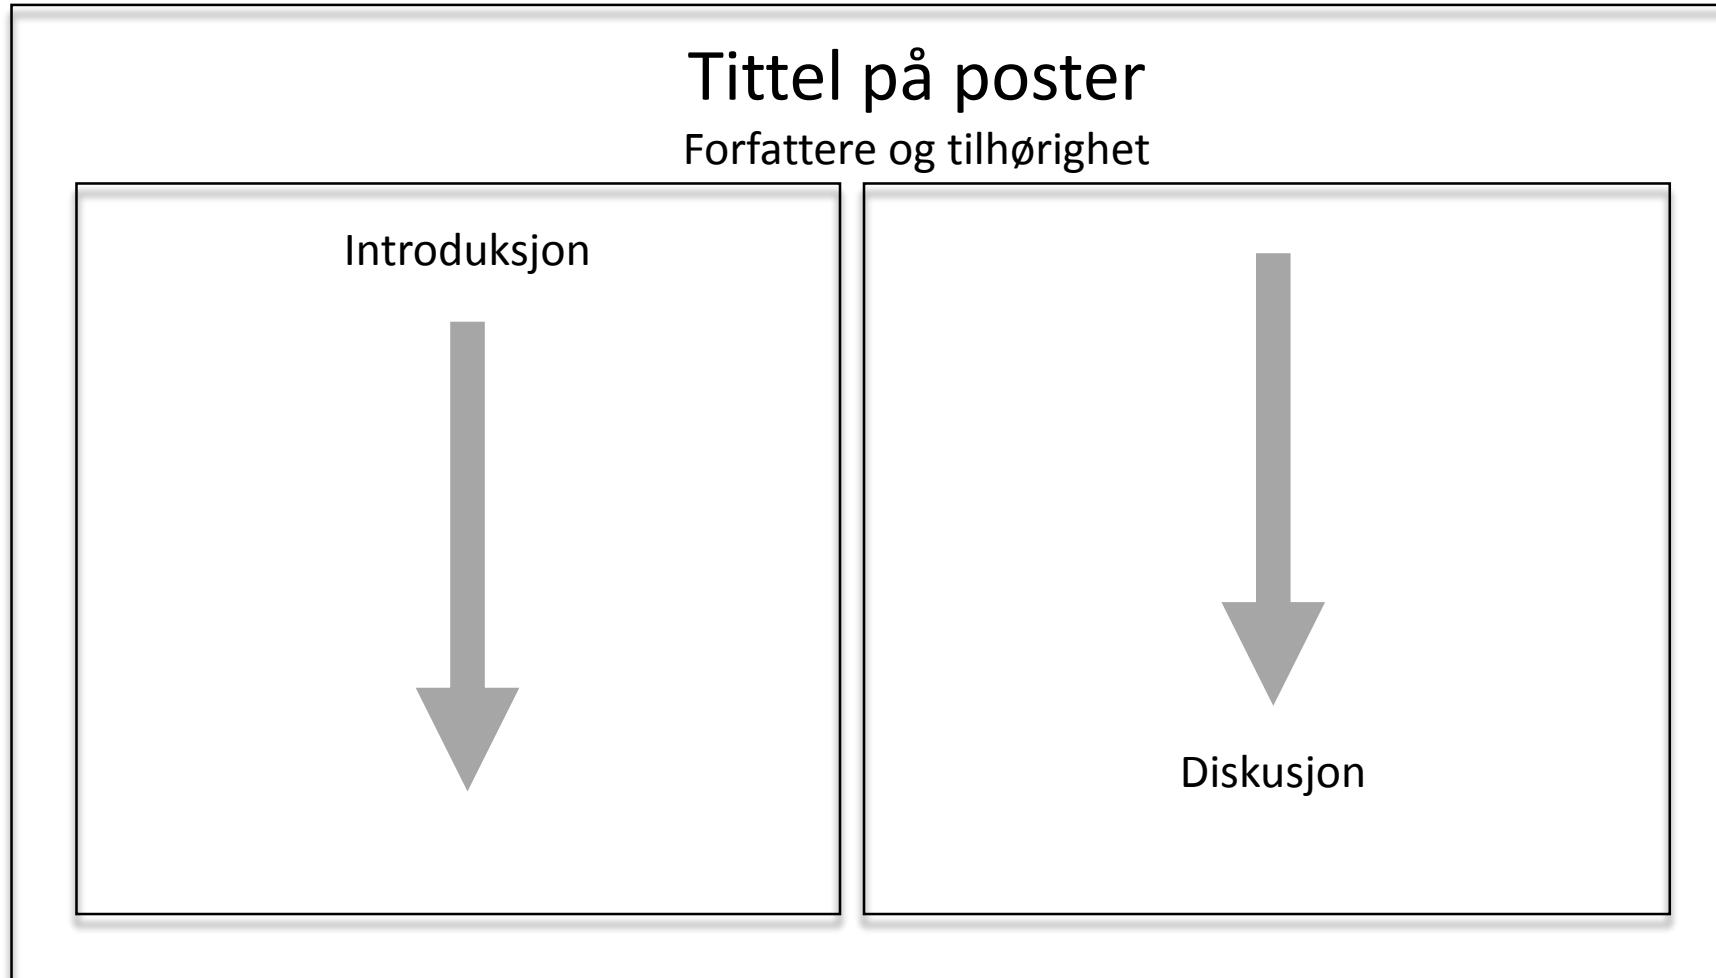 Tittel på poster
Forfattere og tilhørighet
Introduksjon
Diskusjon